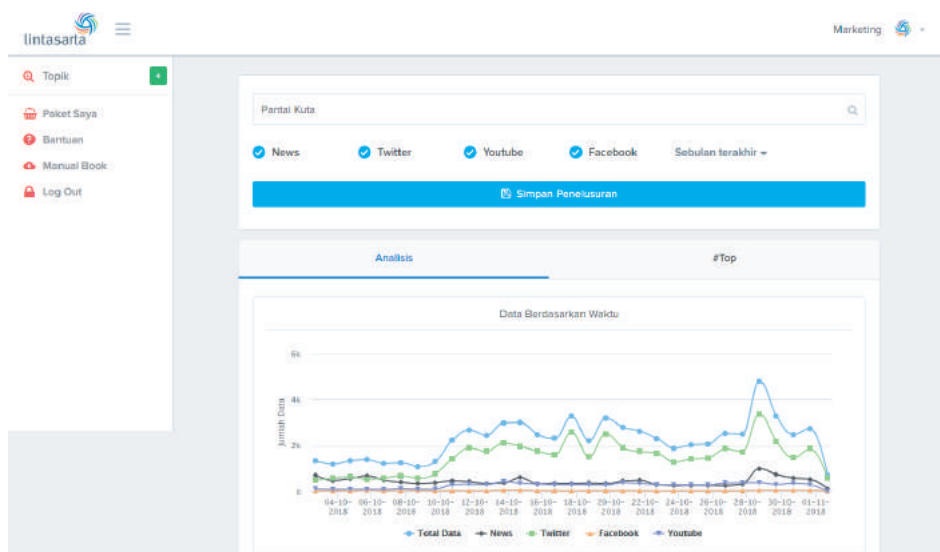 lintasarta
Marketing
Topik
+
Paket Saya
Bantuan
Manual Book
Log Out
Pantai Kuta
News Twitter Youtube Facebook Sebulan terakhir
Simpan Penelusuran
Analisis #Top
Data Berdasarkan Waktu
Jumlah Data
6k
4k
2k
0
04-10-2018 06-10-2018 08-10-2018 10-10-2018 12-10-2018 14-10-2018 16-10-2018 18-10-2018 20-10-2018 22-10-2018 24-10-2018 26-10-2018 28-10-2018 30-10-2018 01-11-2018
Total Data News Twitter Facebook Youtube